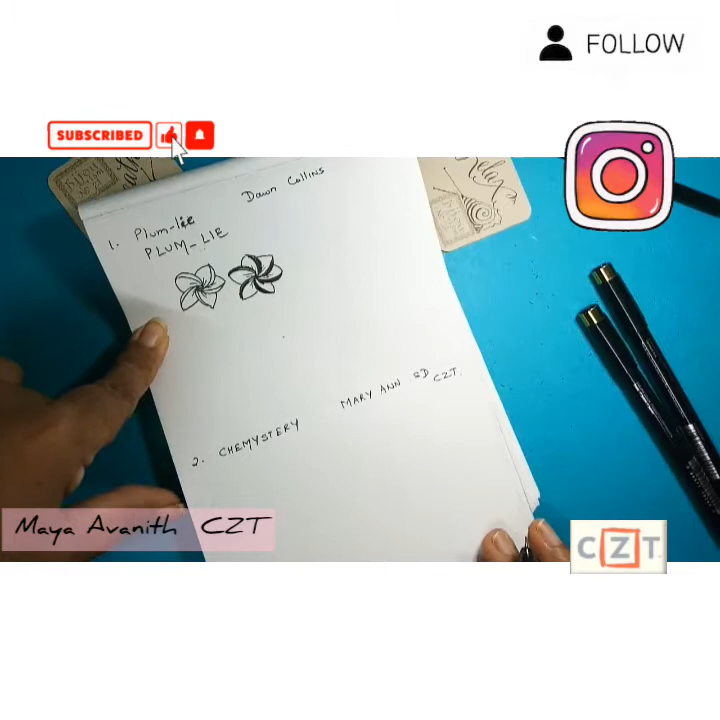 FOLLOW
SUBSCRIBED
Relax
Dawn Collins
1. Plum-lie
PLUM-LIE
MARY ANN SD CZT.
2. CHEMYSTERY
Maya Avanith CZT
CZT